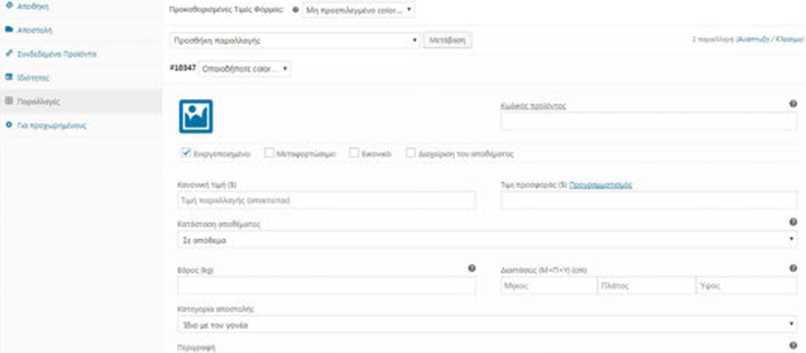 Αποθήκη
Προκαθορισμένες Τιμές Φόρμας: Μη προεπιλεγμένο color...
Αποστολή
Προσθήκη παραλλαγής Μετάβαση
2 παραλλαγή (Ανάπτυξη / Κλείσιμο)
Συνδεδεμένα Προϊόντα
#10347 Οποιοδήποτε color...
Ιδιότητες
Παραλλαγές
Κωδικός προϊόντος
Για προχωρημένους
Ενεργοποιημένο Μεταφορτώσιμο Εικονικό Διαχείριση του αποθέματος
Κανονική τιμή ($) Τιμή προσφοράς ($) Προγραμματισμός
Τιμή παραλλαγής (απαιτείται)
Κατάσταση αποθέματος
Σε απόθεμα
Βάρος (kg) Διαστάσεις (Μ×Π×Υ) (cm)
Μήκος Πλάτος Ύψος
Κατηγορία αποστολής
Ίδιο με τον γονέα
Περιγραφή